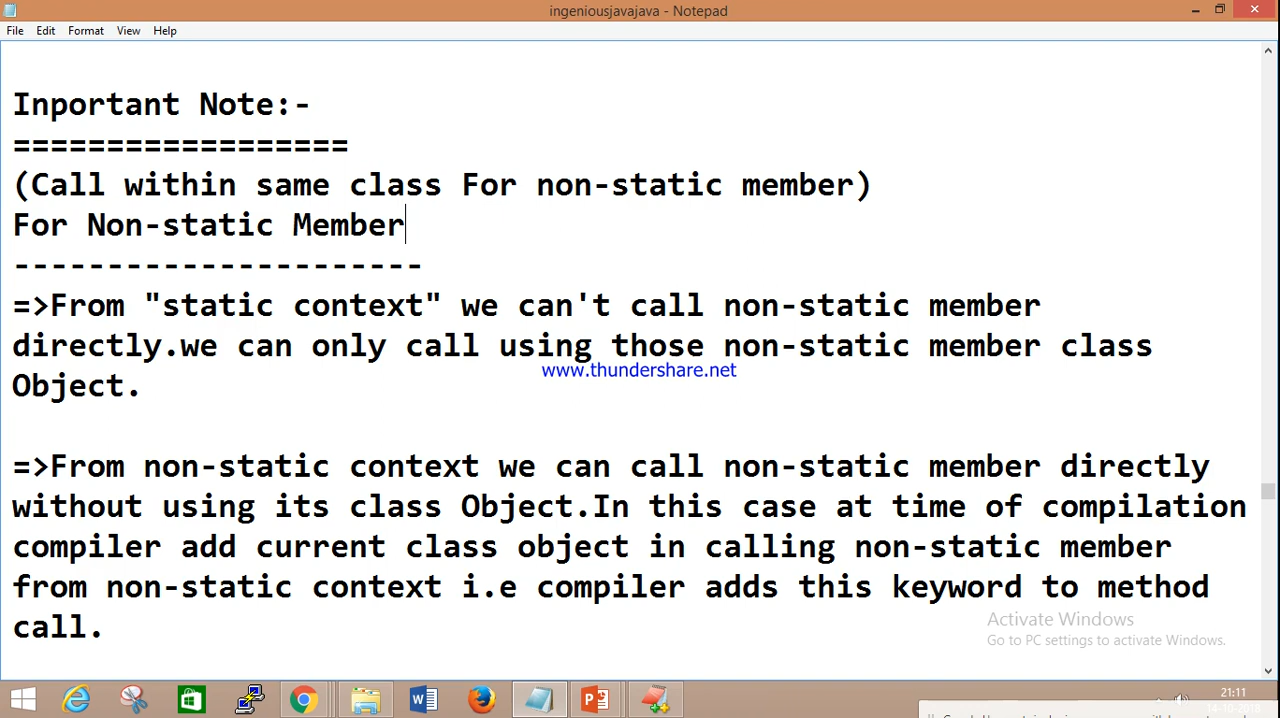 ingeniousjavajava - Notepad
File Edit Format View Help
Inportant Note:-
==================
(Call within same class For non-static member)
For Non-static Member
----------------------
=>From "static context" we can't call non-static member
directly.we can only call using those non-static member class
www.thundershare.net
Object.
=>From non-static context we can call non-static member directly
without using its class Object.In this case at time of compilation
compiler add current class object in calling non-static member
from non-static context i.e compiler adds this keyword to method
call.
Activate Windows
Go to PC settings to activate Windows.
21:11
14-10-2018